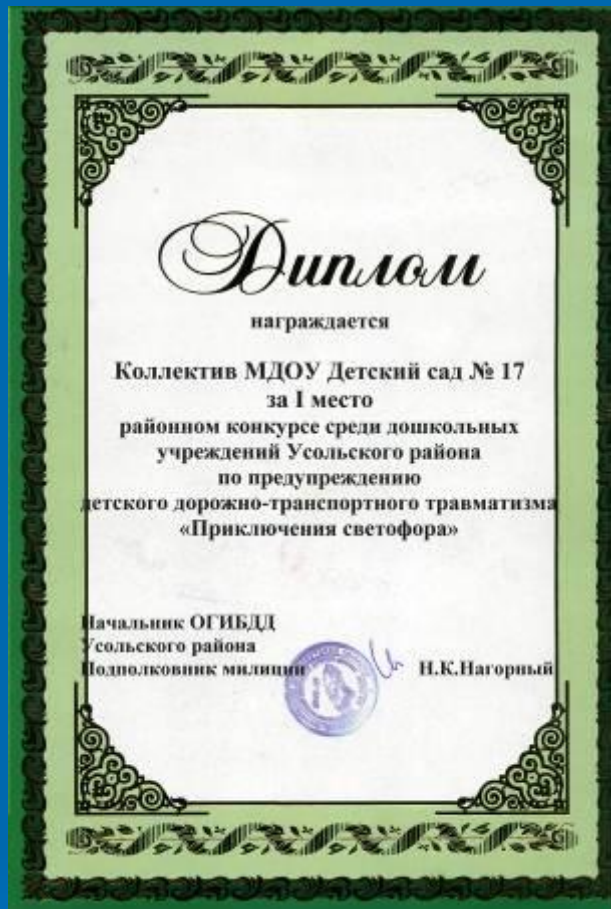 Диплом
награждается
Коллектив МДОУ Детский сад № 17
за I место
районном конкурсе среди дошкольных
учреждений Усольского района
по предупреждению
детского дорожно-транспортного травматизма
«Приключения светофора»
Начальник ОГИБДД
Усольского района
Подполковник милиции Н.К.Нагорный